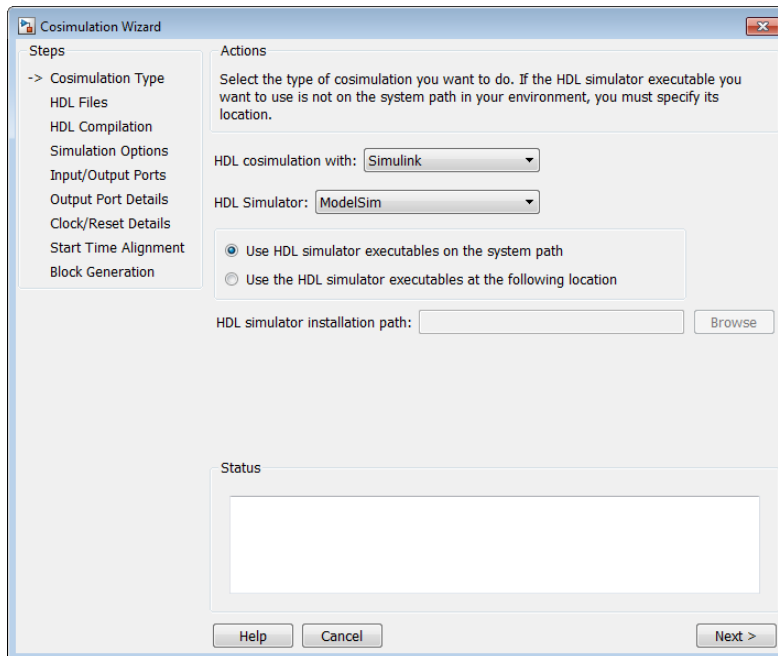 Cosimulation Wizard
Steps
-> Cosimulation Type
HDL Files
HDL Compilation
Simulation Options
Input/Output Ports
Output Port Details
Clock/Reset Details
Start Time Alignment
Block Generation
Actions
Select the type of cosimulation you want to do. If the HDL simulator executable you
want to use is not on the system path in your environment, you must specify its
location.
HDL cosimulation with: Simulink
HDL Simulator: ModelSim
Use HDL simulator executables on the system path
Use the HDL simulator executables at the following location
HDL simulator installation path: Browse
Status
Help Cancel Next >